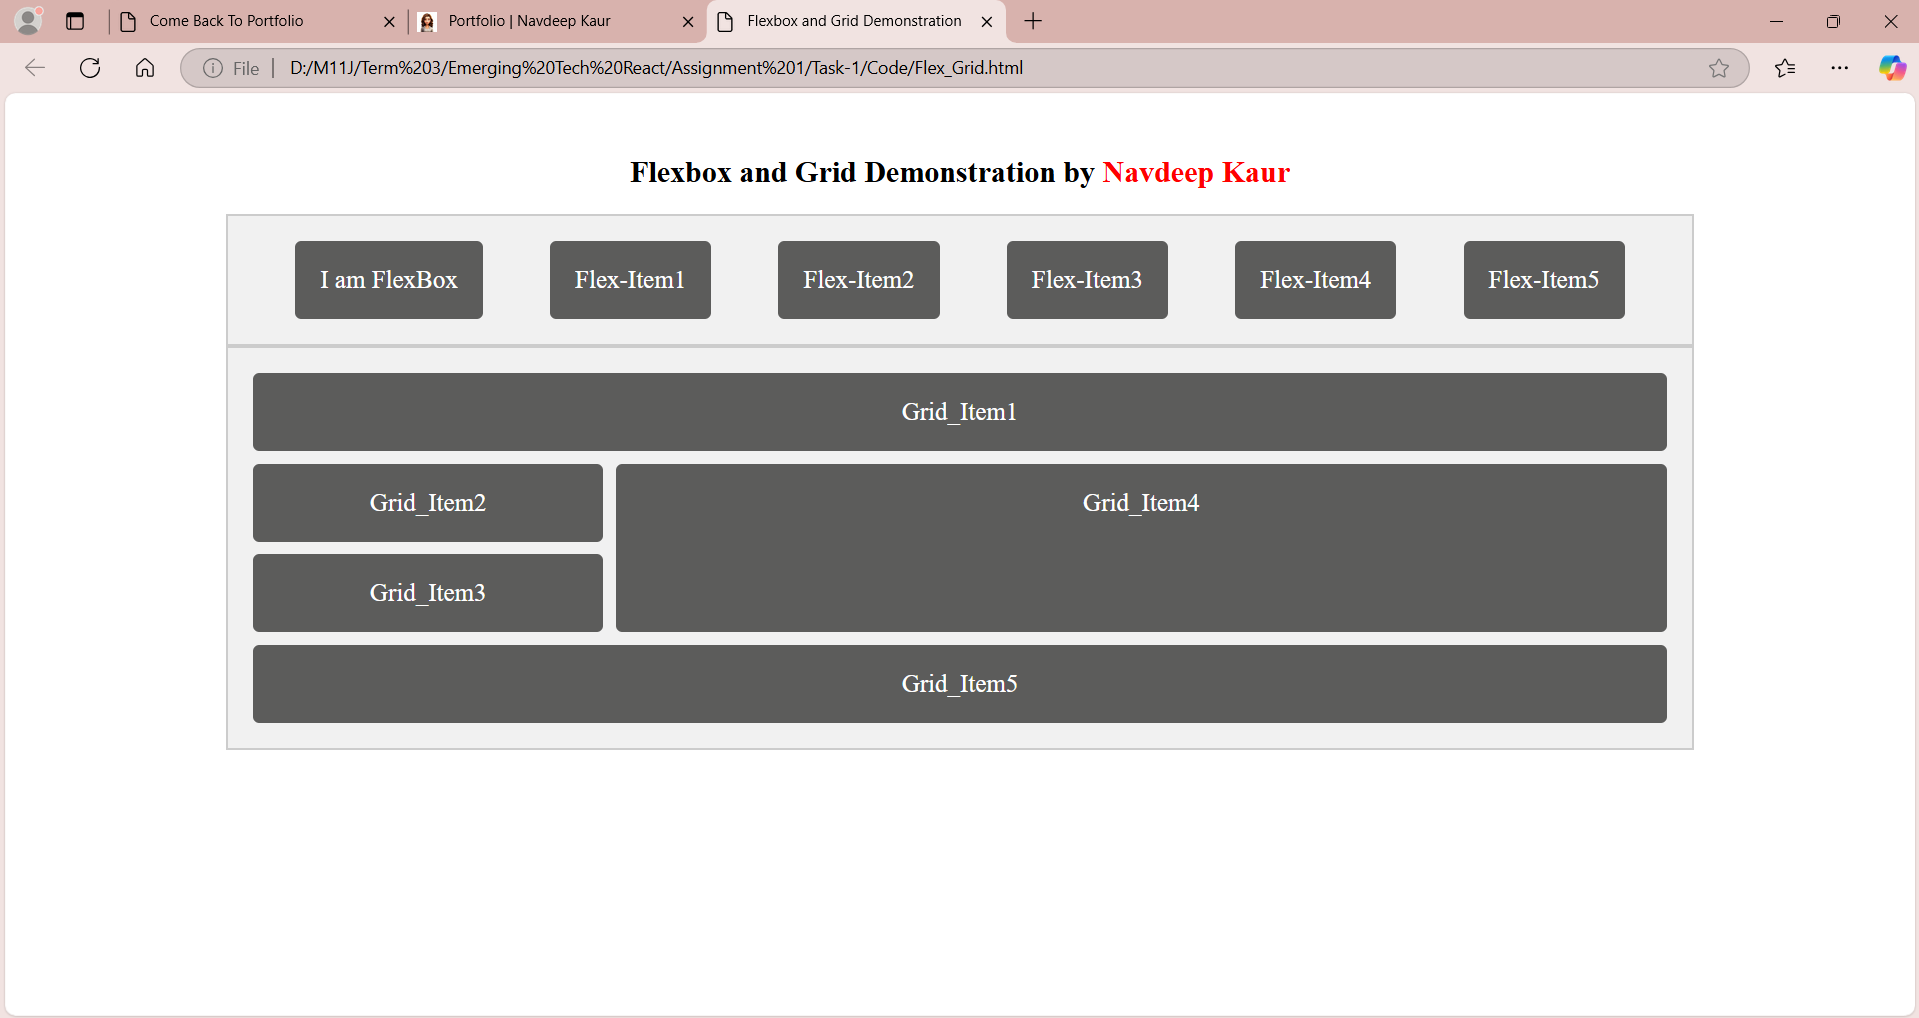 Come Back To Portfolio
Portfolio | Navdeep Kaur
Flexbox and Grid Demonstration
File
D:/M11J/Term%203/Emerging%20Tech%20React/Assignment%201/Task-1/Code/Flex_Grid.html
Flexbox and Grid Demonstration by Navdeep Kaur
I am FlexBox
Flex-Item1
Flex-Item2
Flex-Item3
Flex-Item4
Flex-Item5
Grid_Item1
Grid_Item2
Grid_Item4
Grid_Item3
Grid_Item5